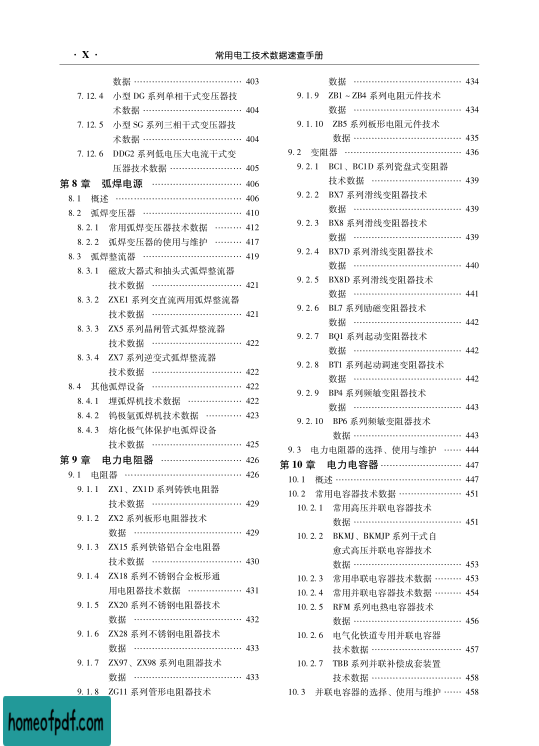 · X · 常用电工技术数据速查手册
数据 …………………………… 403
7. 12. 4 小型 DG 系列单相干式变压器技
术数据 ………………………… 404
7. 12. 5 小型 SG 系列三相干式变压器技
术数据 ………………………… 404
7. 12. 6 DDG2 系列低电压大电流干式变
压器技术数据 ………………… 405
第 8 章 弧焊电源 ……………………… 406
8. 1 概述 ………………………………… 406
8. 2 弧焊变压器 ………………………… 410
8. 2. 1 常用弧焊变压器技术数据 ……… 412
8. 2. 2 弧焊变压器的使用与维护 ……… 417
8. 3 弧焊整流器 ………………………… 419
8. 3. 1 磁放大器式和抽头式弧焊整流器
技术数据 ……………………… 421
8. 3. 2 ZXE1 系列交直流两用弧焊整流器
技术数据 ……………………… 421
8. 3. 3 ZX5 系列晶闸管式弧焊整流器
技术数据 ……………………… 422
8. 3. 4 ZX7 系列逆变式弧焊整流器
技术数据 ……………………… 422
8. 4 其他弧焊设备 ……………………… 422
8. 4. 1 埋弧焊机技术数据 ……………… 422
8. 4. 2 钨极氩弧焊机技术数据 ………… 423
8. 4. 3 熔化极气体保护电弧焊设备
技术数据 ……………………… 425
第 9 章 电力电阻器 …………………… 426
9. 1 电阻器 ……………………………… 426
9. 1. 1 ZX1、ZX1D 系列铸铁电阻器
技术数据 ……………………… 429
9. 1. 2 ZX2 系列板形电阻器技术
数据 …………………………… 429
9. 1. 3 ZX15 系列铁铬铝合金电阻器
技术数据 ……………………… 430
9. 1. 4 ZX18 系列不锈钢合金板形通
用电阻器技术数据 …………… 431
9. 1. 5 ZX20 系列不锈钢电阻器技术
数据 …………………………… 432
9. 1. 6 ZX28 系列不锈钢电阻器技术
数据 …………………………… 433
9. 1. 7 ZX97、ZX98 系列电阻器技术
数据 …………………………… 433
9. 1. 8 ZG11 系列管形电阻器技术
数据 …………………………… 434
9. 1. 9 ZB1 ~ ZB4 系列电阻元件技术
数据 …………………………… 434
9. 1. 10 ZB5 系列板形电阻元件技术
数据 …………………………… 435
9. 2 变阻器 ……………………………… 436
9. 2. 1 BC1、BC1D 系列瓷盘式变阻器
技术数据 ……………………… 439
9. 2. 2 BX7 系列滑线变阻器技术
数据 …………………………… 439
9. 2. 3 BX8 系列滑线变阻器技术
数据 …………………………… 439
9. 2. 4 BX7D 系列滑线变阻器技术
数据 …………………………… 440
9. 2. 5 BX8D 系列滑线变阻器技术
数据 …………………………… 441
9. 2. 6 BL7 系列励磁变阻器技术
数据 …………………………… 442
9. 2. 7 BQ1 系列起动变阻器技术
数据 …………………………… 442
9. 2. 8 BT1 系列起动调速变阻器技术
数据 …………………………… 442
9. 2. 9 BP4 系列频敏变阻器技术
数据 …………………………… 443
9. 2. 10 BP6 系列频敏变阻器技术
数据 …………………………… 443
9. 3 电力电阻器的选择、使用与维护 …… 444
第 10 章 电力电容器 …………………… 447
10. 1 概述 ………………………………… 447
10. 2 常用电容器技术数据 ……………… 451
10. 2. 1 常用高压并联电容器技术
数据 …………………………… 451
10. 2. 2 BKMJ、BKMJP 系列干式自
愈式高压并联电容器技术
数据 …………………………… 453
10. 2. 3 常用串联电容器技术数据 ……… 453
10. 2. 4 常用并联电容器技术数据 ……… 454
10. 2. 5 RFM 系列电热电容器技术
数据 …………………………… 456
10. 2. 6 电气化铁道专用并联电容器
技术数据 ……………………… 457
10. 2. 7 TBB 系列并联补偿成套装置
技术数据 ……………………… 458
10. 3 并联电容器的选择、使用与维护 …… 458
homeofpdf.com